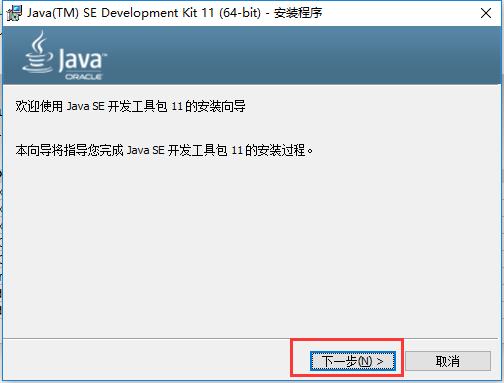 Java(TM) SE Development Kit 11 (64-bit) - 安装程序
Java™
ORACLE
欢迎使用 Java SE 开发工具包 11 的安装向导
本向导将指导您完成 Java SE 开发工具包 11 的安装过程。
下一步(N) >
取消